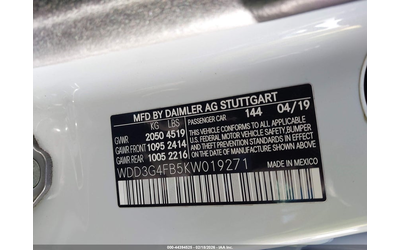 MFD BY DAIMLER AG STUTTGART
KG LBS PASSENGER CAR 144 04/19
2050 4519
GAWR FRONT 1095 2414
GAWR REAR 1005 2216
THIS VEHICLE CONFORMS TO ALL APPLICABLE
U.S. FEDERAL MOTOR VEHICLE SAFETY, BUMPER,
AND THEFT PREVENTION STANDARDS IN EFFECT
ON THE DATE OF MANUFACTURE SHOWN ABOVE.
WDD3G4FB5KW019271
MADE IN MEXICO